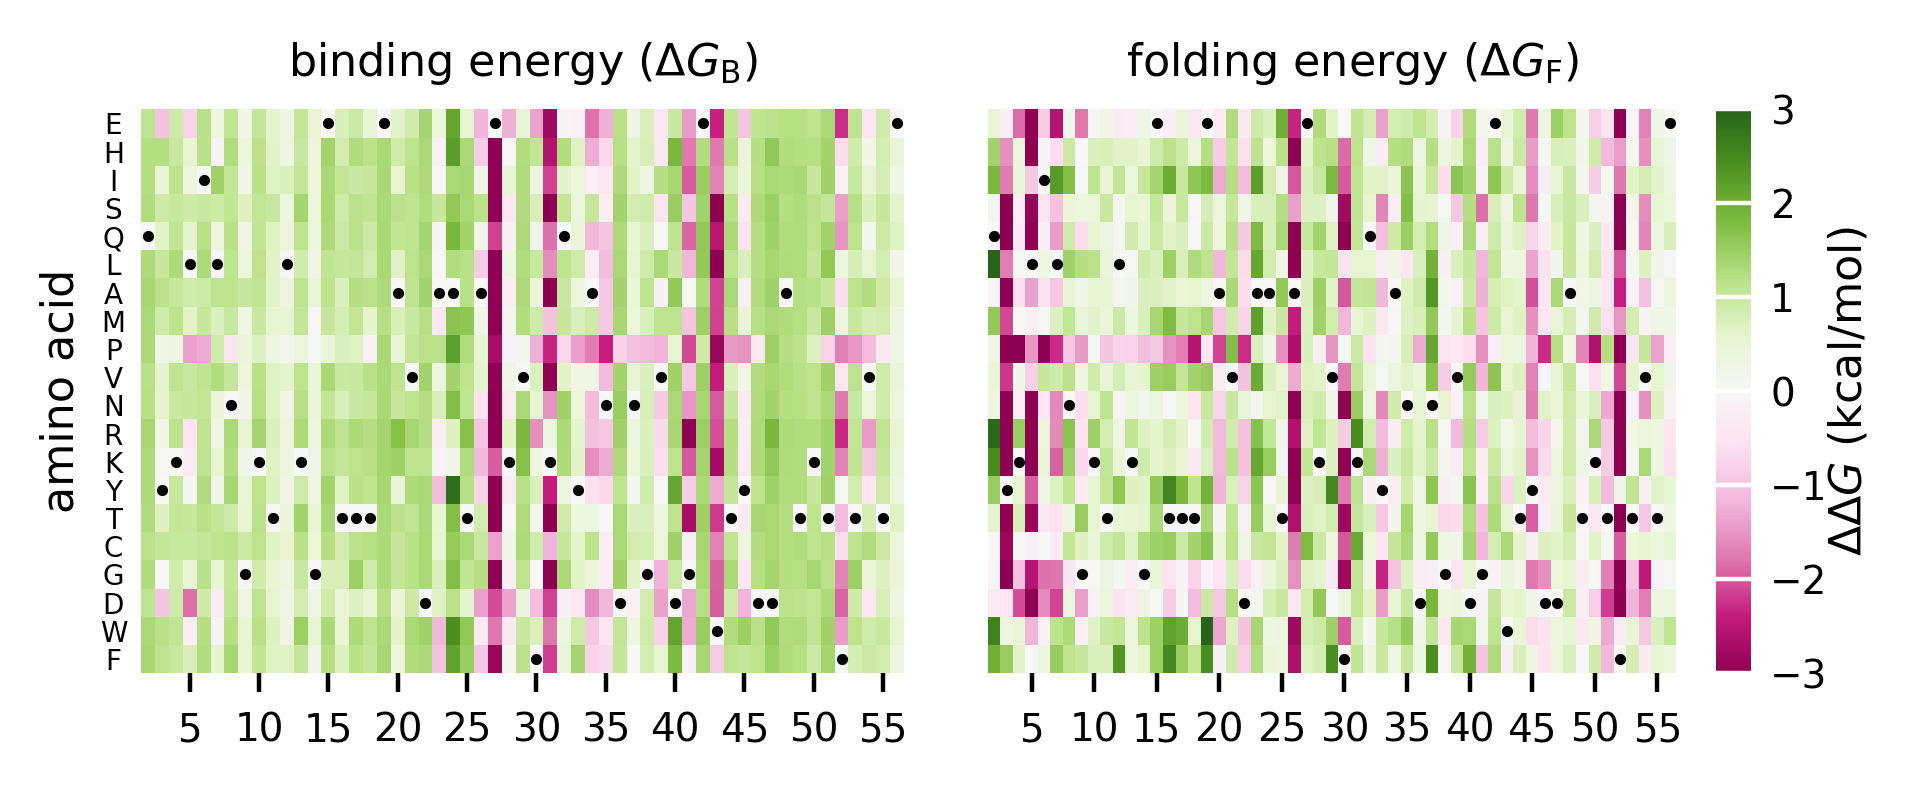 binding energy (ΔG_B)
folding energy (ΔG_F)
amino acid
E
H
I
S
Q
L
A
M
P
V
N
R
K
Y
T
C
G
D
W
F
5 10 15 20 25 30 35 40 45 50 55
5 10 15 20 25 30 35 40 45 50 55
3
2
1
0
−1
−2
−3
ΔΔG (kcal/mol)